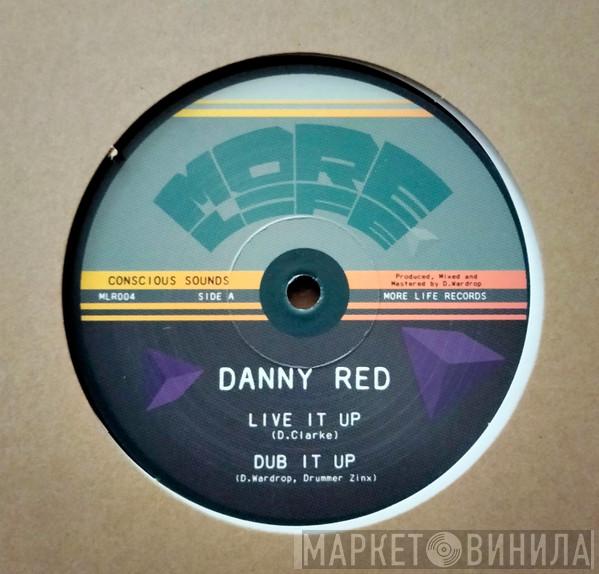 MORE
LIFE
CONSCIOUS SOUNDS
Produced, Mixed and
Mastered by D.Wardrop
MLR004 SIDE A MORE LIFE RECORDS
DANNY RED
LIVE IT UP
(D.Clarke)
DUB IT UP
(D.Wardrop, Drummer Zinx)
МАРКЕТ ВИНИЛА